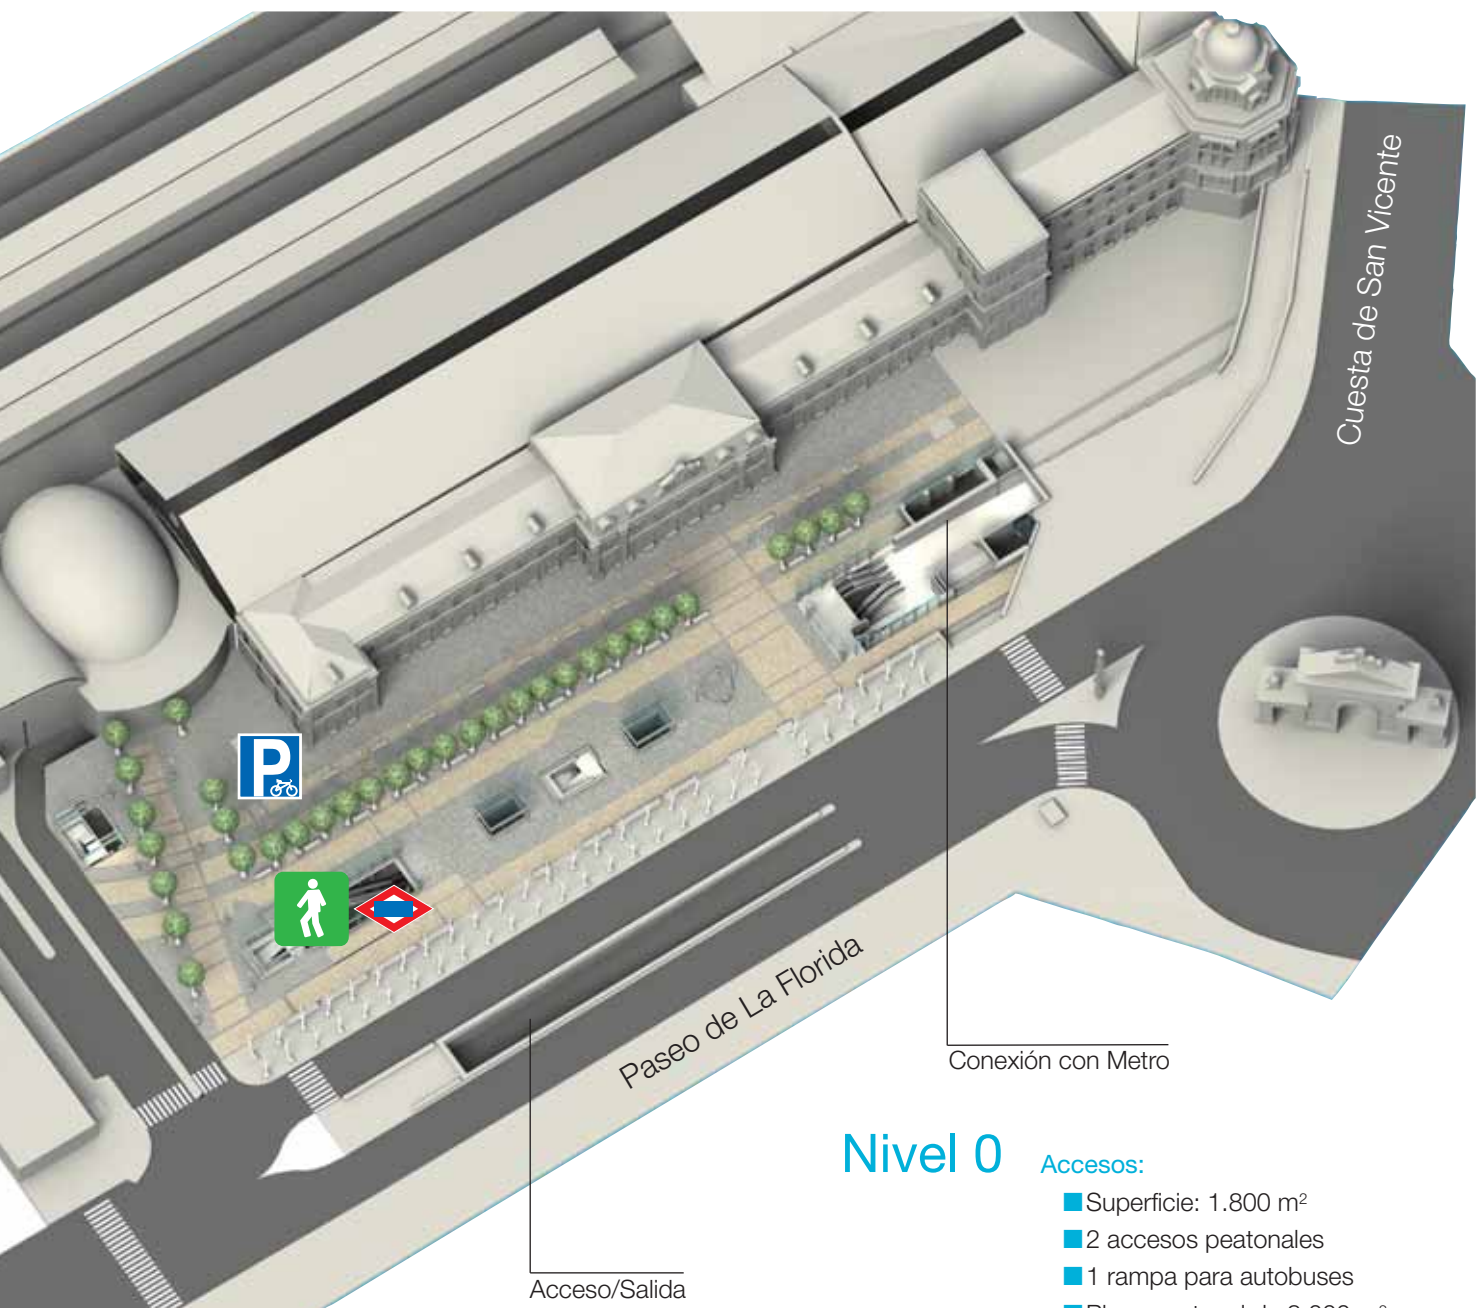 Cuesta de San Vicente
P
Paseo de La Florida
Conexión con Metro
Nivel 0
Accesos:
Superficie: 1.800 m²
2 accesos peatonales
1 rampa para autobuses
Acceso/Salida